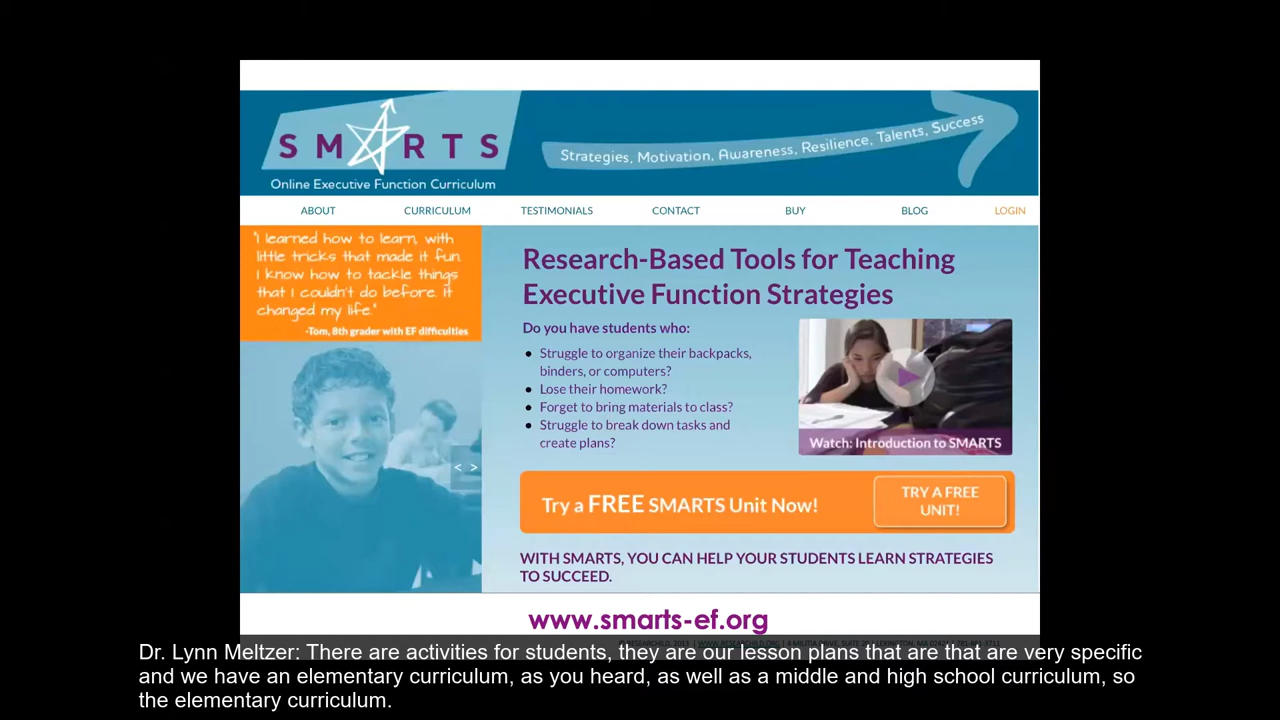 SMARTS
Strategies, Motivation, Awareness, Resilience, Talents, Success
Online Executive Function Curriculum
ABOUT CURRICULUM TESTIMONIALS CONTACT BUY BLOG LOGIN
"I learned how to learn, with
little tricks that made it fun.
I know how to tackle things
that I couldn't do before. It
changed my life."
-Tom, 8th grader with EF difficulties
< >
Research-Based Tools for Teaching
Executive Function Strategies
Do you have students who:
• Struggle to organize their backpacks,
binders, or computers?
• Lose their homework?
• Forget to bring materials to class?
• Struggle to break down tasks and
create plans?
Watch: Introduction to SMARTS
Try a FREE SMARTS Unit Now!
TRY A FREE
UNIT!
WITH SMARTS, YOU CAN HELP YOUR STUDENTS LEARN STRATEGIES
TO SUCCEED.
www.smarts-ef.org
Dr. Lynn Meltzer: There are activities for students, they are our lesson plans that are that are very specific
and we have an elementary curriculum, as you heard, as well as a middle and high school curriculum, so
the elementary curriculum.